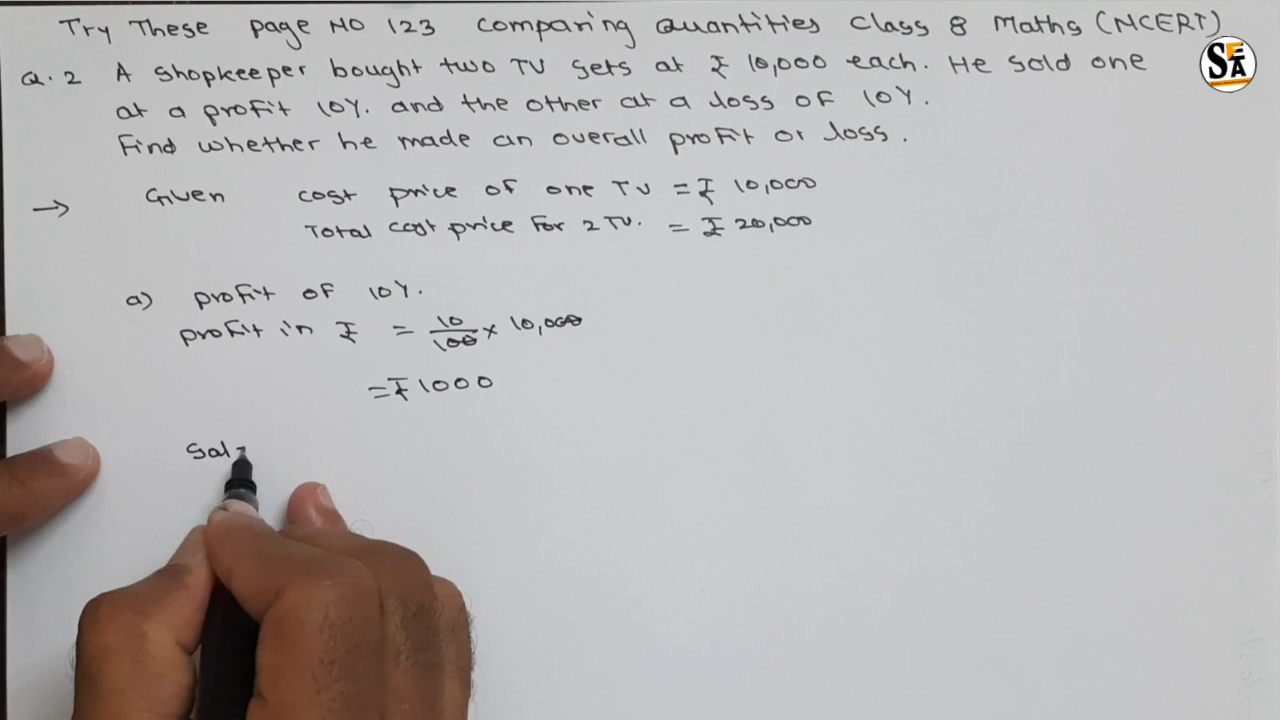 Try These page No 123 comparing quantities class 8 Maths (NCERT)
Q.2 A shopkeeper bought two TV sets at ₹ 10,000 each. He sold one
at a profit 10%. and the other at a loss of 10%.
Find whether he made an overall profit or loss.
→ Given cost price of one TV = ₹ 10,000
Total cost price for 2 TV. = ₹ 20,000
a) profit of 10%.
profit in ₹ = 10/100 × 10,000
= ₹ 1000
Sal
SFEA